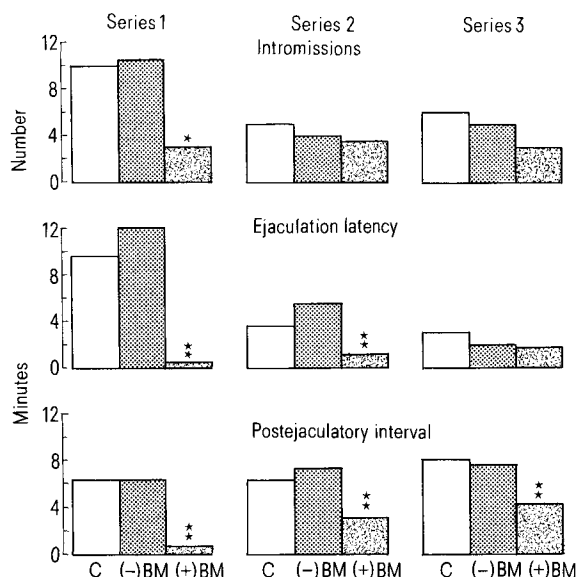 Series 1 Series 2 Series 3
Intromissions
Number
12
8
4
0
*
Ejaculation latency
12
8
4
0
** **
Minutes
Postejaculatory interval
12
8
4
0
** ** **
C (−)BM (+)BM C (−)BM (+)BM C (−)BM (+)BM